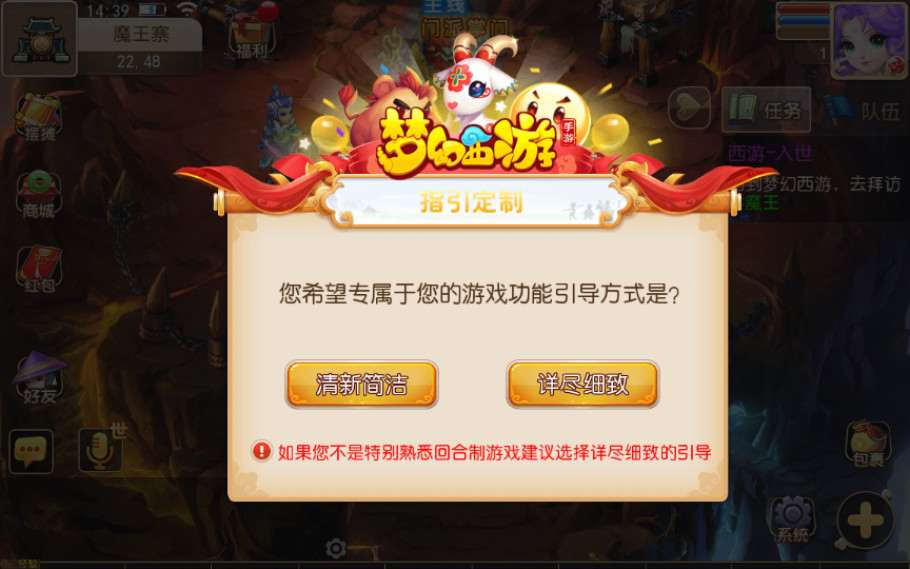 14:39
主线
魔王寨
门派掌门
22, 48
福利
1
任务
队伍
摆摊
梦幻西游
手游
西游-入世
到梦幻西游，去拜访
魔王
指引定制
商城
红包
您希望专属于您的游戏功能引导方式是?
好友
清新简洁
详尽细致
世
如果您不是特别熟悉回合制游戏建议选择详尽细致的引导
包裹
系统